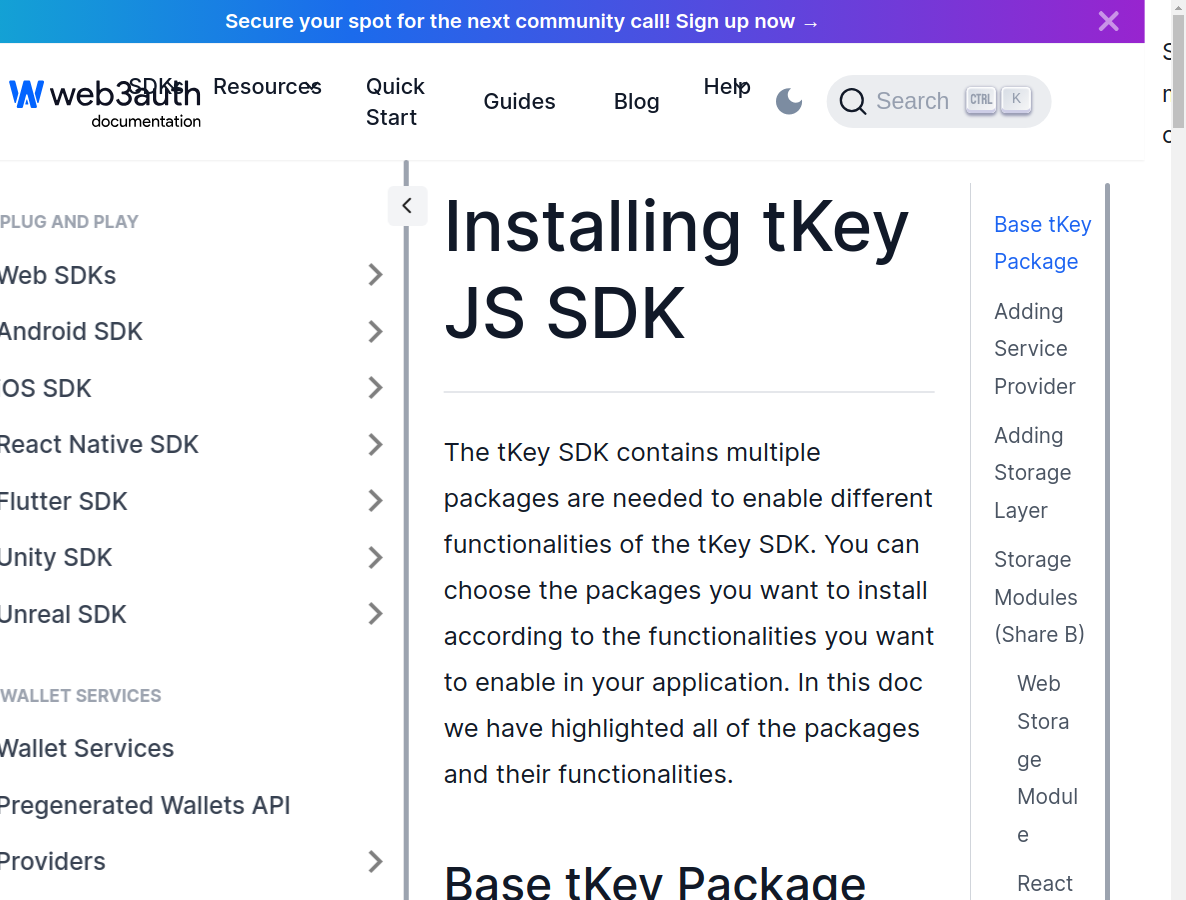 Secure your spot for the next community call! Sign up now →
web3auth
documentation
SDKs
Resources
Quick
Start
Guides
Blog
Help
Search
CTRL
K
PLUG AND PLAY
Web SDKs
Android SDK
iOS SDK
React Native SDK
Flutter SDK
Unity SDK
Unreal SDK
WALLET SERVICES
Wallet Services
Pregenerated Wallets API
Providers
Installing tKey
JS SDK
The tKey SDK contains multiple
packages are needed to enable different
functionalities of the tKey SDK. You can
choose the packages you want to install
according to the functionalities you want
to enable in your application. In this doc
we have highlighted all of the packages
and their functionalities.
Base tKey Package
Base tKey
Package
Adding
Service
Provider
Adding
Storage
Layer
Storage
Modules
(Share B)
Web
Stora
ge
Modul
e
React